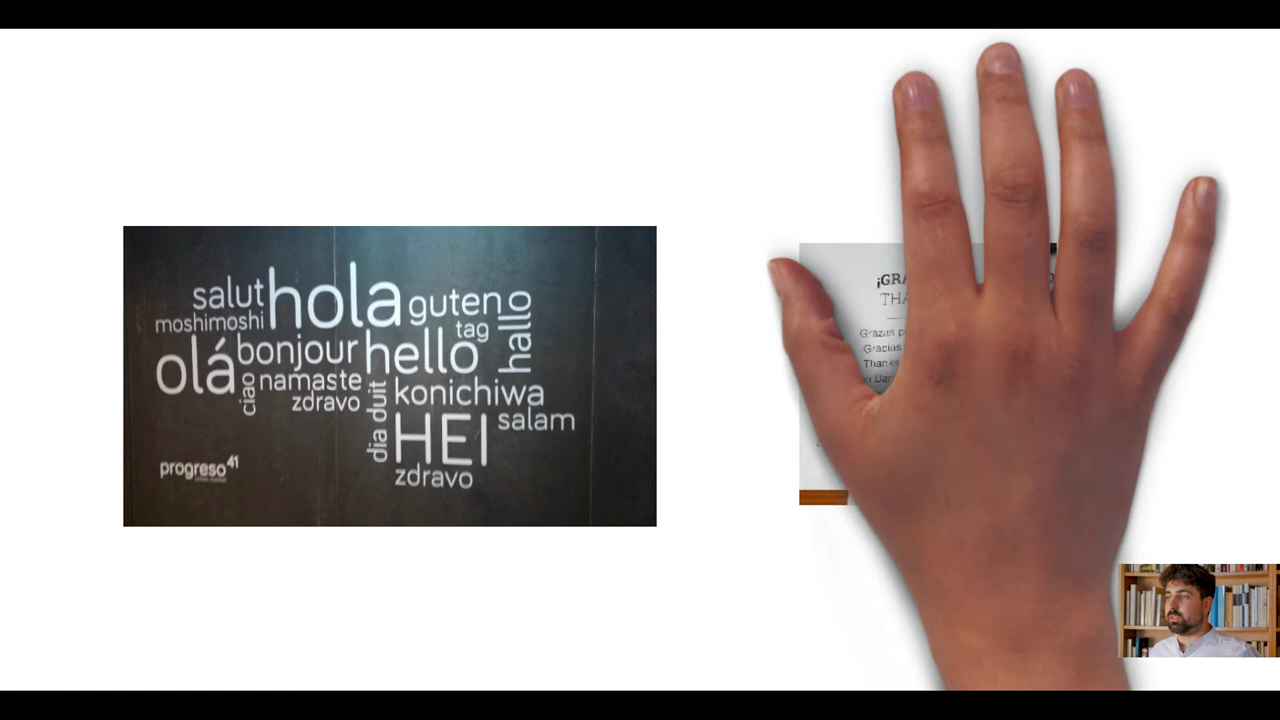 salut
hola
guten
tag
hallo
moshimoshi
olá
bonjour
hello
ciao
namaste
zdravo
dia duit
konichiwa
salam
HEI
zdravo
progreso41
¡GRA
THA
Grazas p
Gracias
Thanks